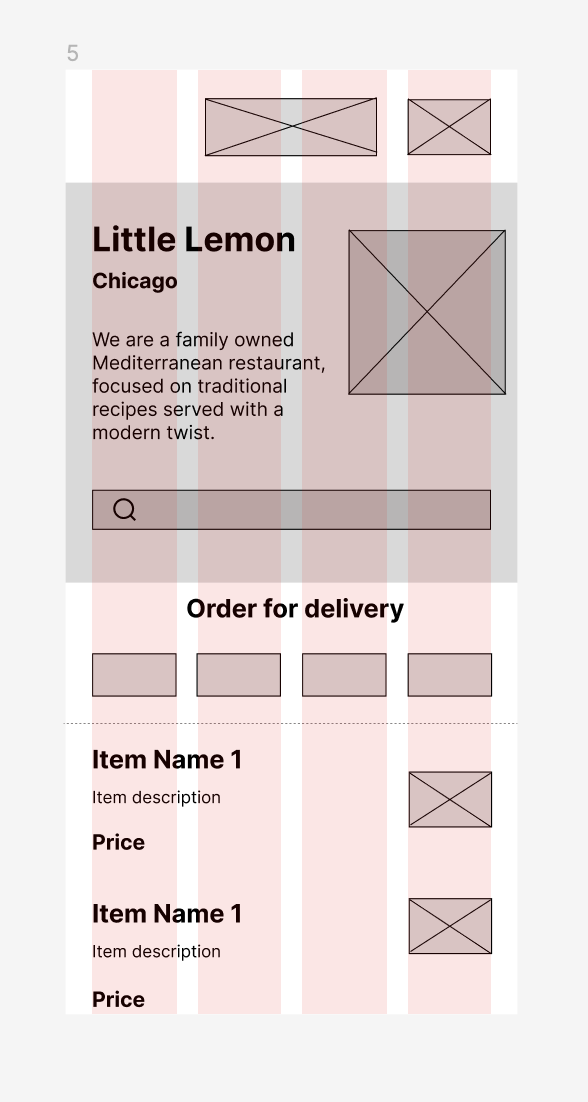 5
Little Lemon
Chicago
We are a family owned
Mediterranean restaurant,
focused on traditional
recipes served with a
modern twist.
Order for delivery
Item Name 1
Item description
Price
Item Name 1
Item description
Price